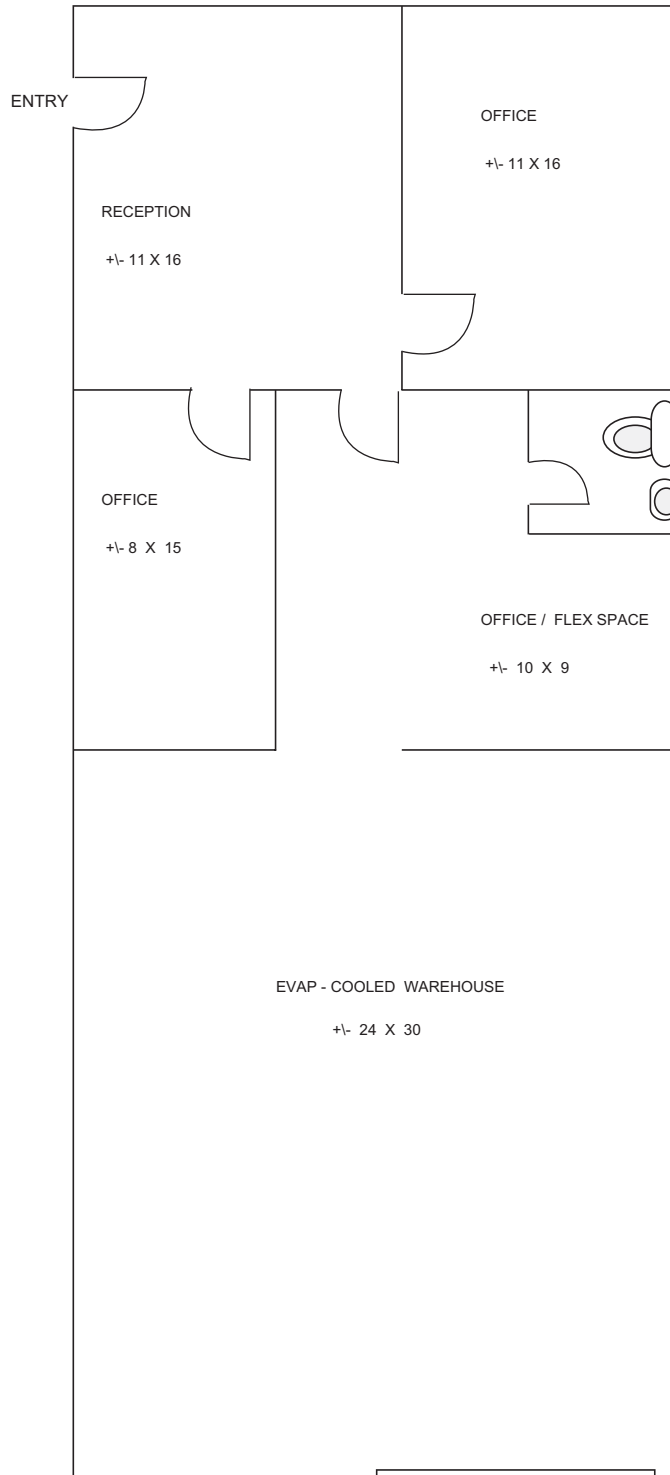 ENTRY
OFFICE
+\- 11 X 16
RECEPTION
+\- 11 X 16
OFFICE
+\- 8 X 15
OFFICE / FLEX SPACE
+\- 10 X 9
EVAP - COOLED WAREHOUSE
+\- 24 X 30